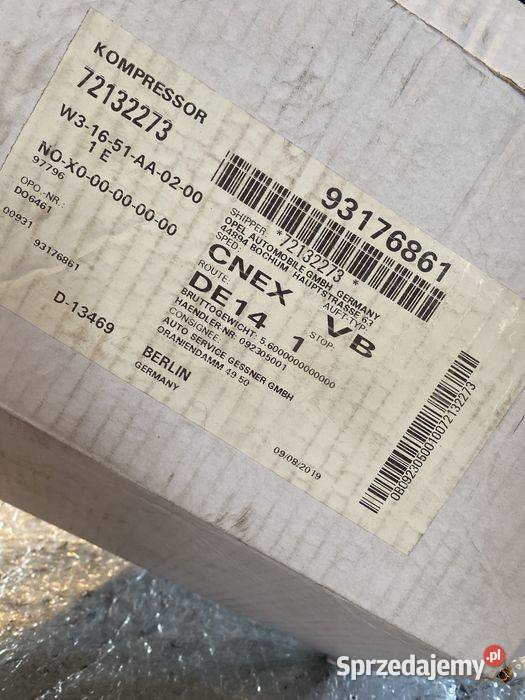 KOMPRESSOR
72132273
W3-16-51-AA-02-00
1 E
NO-X0-00-00-00-00
97796
OPO.-NR.:
D06461
00931 93176861
D-13469
BERLIN
GERMANY
93176861
*72132273*
SHIPPER:
OPEL AUTOMOBILE GMBH, GERMANY
44894 BOCHUM, HAUPTSTRASSE 63
SPED: AUFT-TYP:
CNEX VB
ROUTE: STOP:
DE14 1
BRUTTOGEWICHT: 5,6000000000000
HAENDLER-NR: 092305001
CONSIGNEE:
AUTO SERVICE GESSNER GMBH
ORANIENDAMM 49 50
09/08/2019
0B0923050010072132273
Sprzedajemy.pl